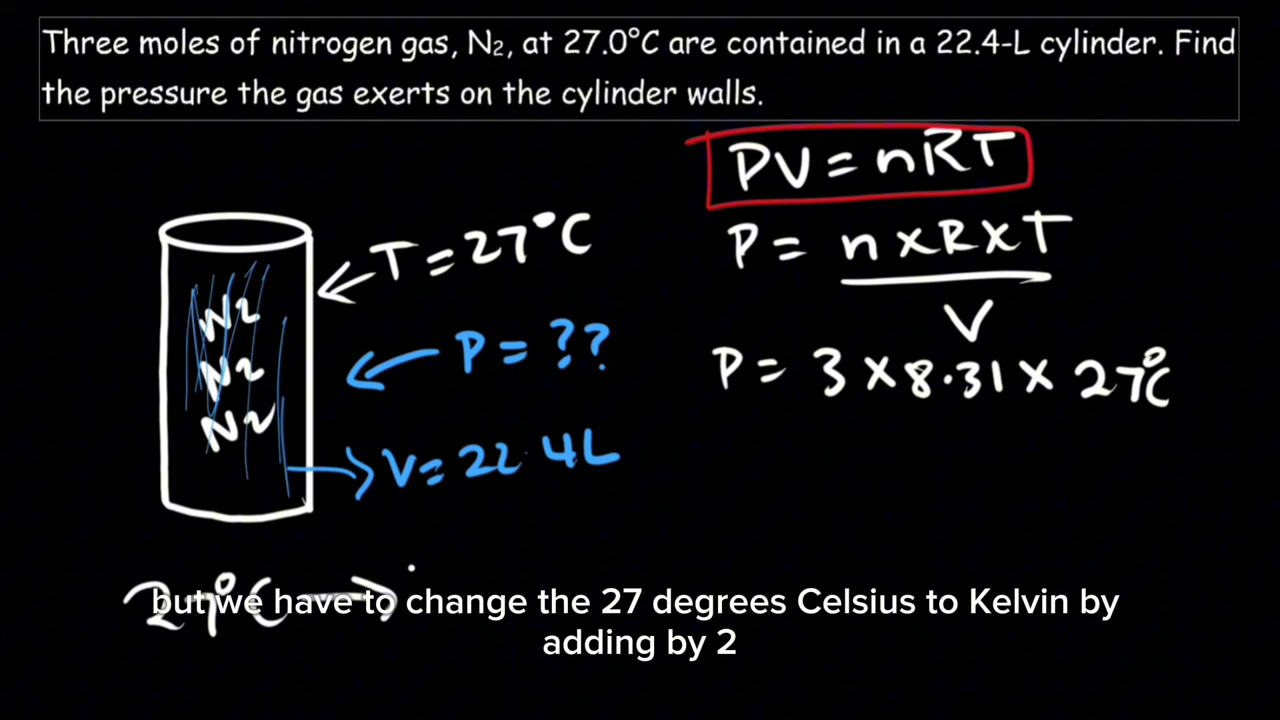 Three moles of nitrogen gas, N₂, at 27.0°C are contained in a 22.4-L cylinder. Find
the pressure the gas exerts on the cylinder walls.
PV = nRT
P = n x R x T
V
P = 3 x 8.31 x 27°C
T = 27°C
N2
N2
N2
P = ??
V = 22.4L
27°C →
but we have to change the 27 degrees Celsius to Kelvin by
adding by 2